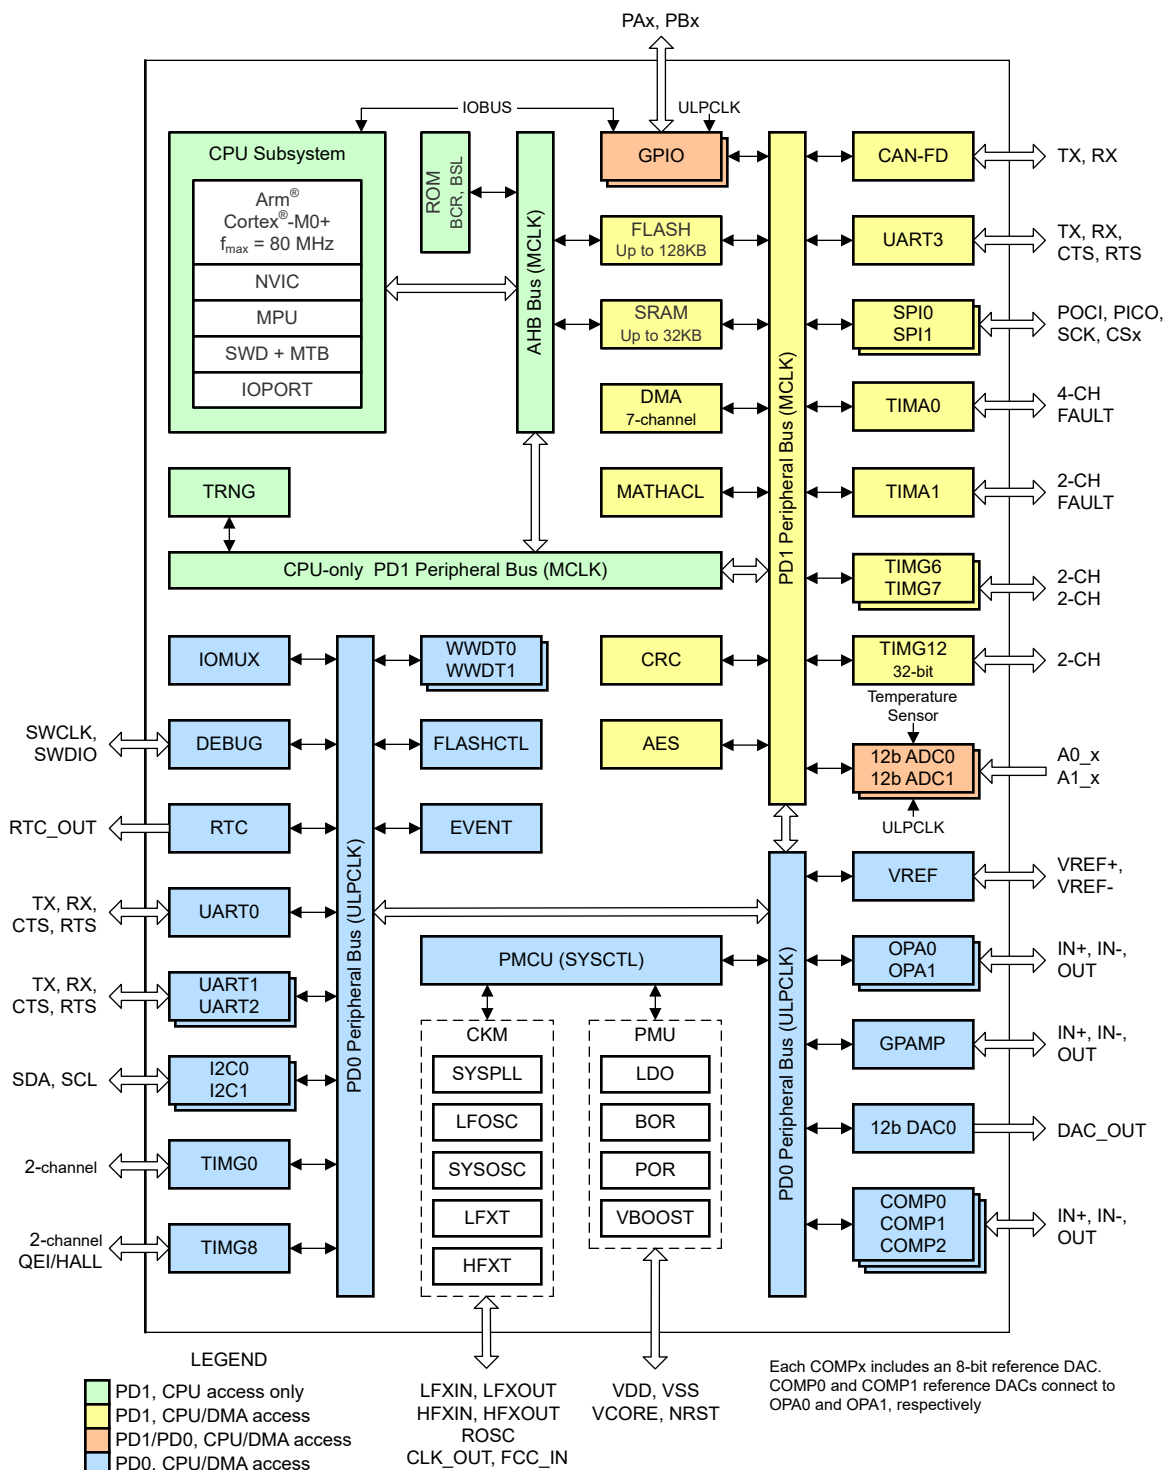 PAx, PBx
IOBUS
ULPCLK
CPU Subsystem
Arm®
Cortex®-M0+
fmax = 80 MHz
NVIC
MPU
SWD + MTB
IOPORT
ROM
BCR, BSL
AHB Bus (MCLK)
GPIO
FLASH
Up to 128KB
SRAM
Up to 32KB
DMA
7-channel
MATHACL
PD1 Peripheral Bus (MCLK)
CAN-FD
TX, RX
UART3
TX, RX,
CTS, RTS
SPI0
SPI1
POCI, PICO,
SCK, CSx
TIMA0
4-CH
FAULT
TIMA1
2-CH
FAULT
TIMG6
TIMG7
2-CH
2-CH
TIMG12
32-bit
2-CH
Temperature
Sensor
12b ADC0
12b ADC1
A0_x
A1_x
ULPCLK
TRNG
CPU-only PD1 Peripheral Bus (MCLK)
CRC
AES
IOMUX
SWCLK,
SWDIO
DEBUG
RTC_OUT
RTC
TX, RX,
CTS, RTS
UART0
TX, RX,
CTS, RTS
UART1
UART2
SDA, SCL
I2C0
I2C1
2-channel
TIMG0
2-channel
QEI/HALL
TIMG8
PD0 Peripheral Bus (ULPCLK)
WWDT0
WWDT1
FLASHCTL
EVENT
PMCU (SYSCTL)
CKM
SYSPLL
LFOSC
SYSOSC
LFXT
HFXT
PMU
LDO
BOR
POR
VBOOST
PD0 Peripheral Bus (ULPCLK)
VREF
VREF+,
VREF-
OPA0
OPA1
IN+, IN-,
OUT
GPAMP
IN+, IN-,
OUT
12b DAC0
DAC_OUT
COMP0
COMP1
COMP2
IN+, IN-,
OUT
LEGEND
PD1, CPU access only
PD1, CPU/DMA access
PD1/PD0, CPU/DMA access
PD0, CPU/DMA access
LFXIN, LFXOUT
HFXIN, HFXOUT
ROSC
CLK_OUT, FCC_IN
VDD, VSS
VCORE, NRST
Each COMPx includes an 8-bit reference DAC.
COMP0 and COMP1 reference DACs connect to
OPA0 and OPA1, respectively